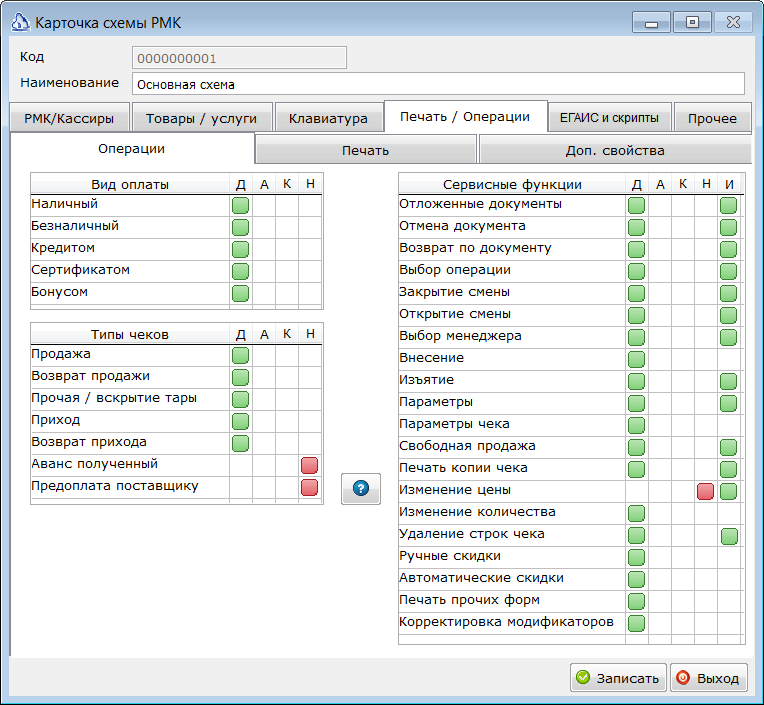 Карточка схемы РМК
Код 0000000001
Наименование Основная схема
РМК/Кассиры Товары / услуги Клавиатура Печать / Операции ЕГАИС и скрипты Прочее
Операции Печать Доп. свойства
Вид оплаты Д А К Н
Наличный
Безналичный
Кредитом
Сертификатом
Бонусом
Типы чеков Д А К Н
Продажа
Возврат продажи
Прочая / вскрытие тары
Приход
Возврат прихода
Аванс полученный
Предоплата поставщику
?
Сервисные функции Д А К Н И
Отложенные документы
Отмена документа
Возврат по документу
Выбор операции
Закрытие смены
Открытие смены
Выбор менеджера
Внесение
Изъятие
Параметры
Параметры чека
Свободная продажа
Печать копии чека
Изменение цены
Изменение количества
Удаление строк чека
Ручные скидки
Автоматические скидки
Печать прочих форм
Корректировка модификаторов
Записать Выход